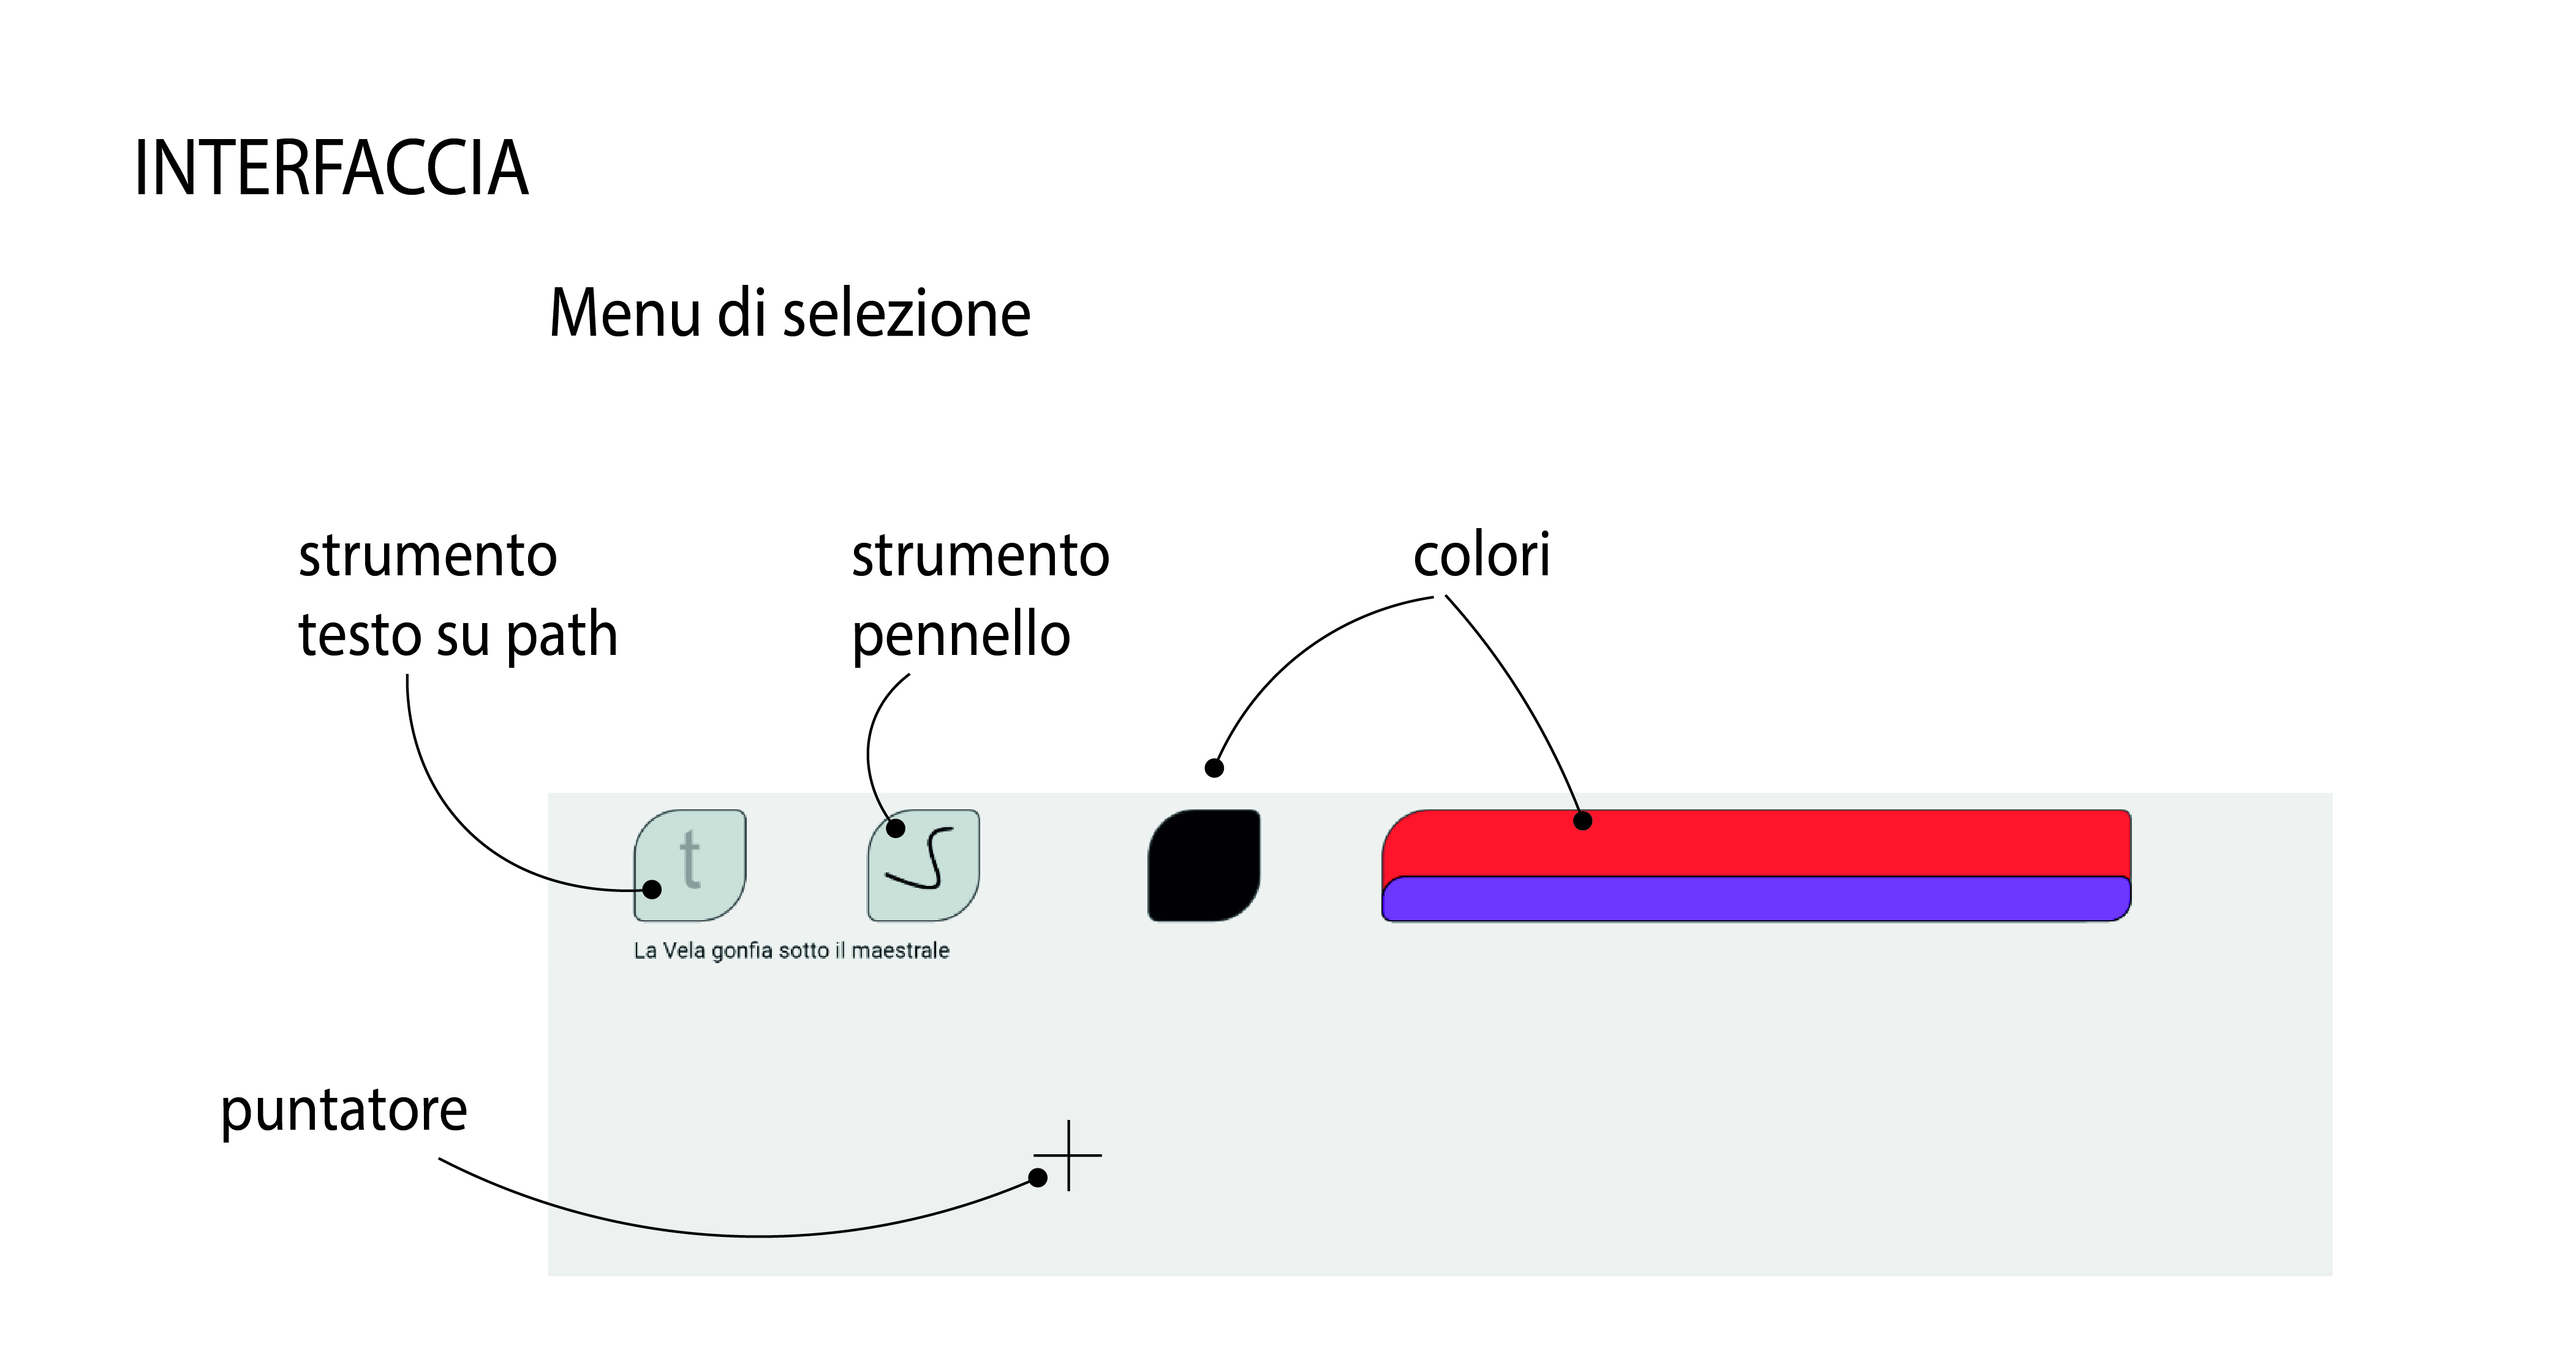 INTERFACCIA
Menu di selezione
strumento
testo su path
strumento
pennello
colori
t
La Vela gonfia sotto il maestrale
puntatore